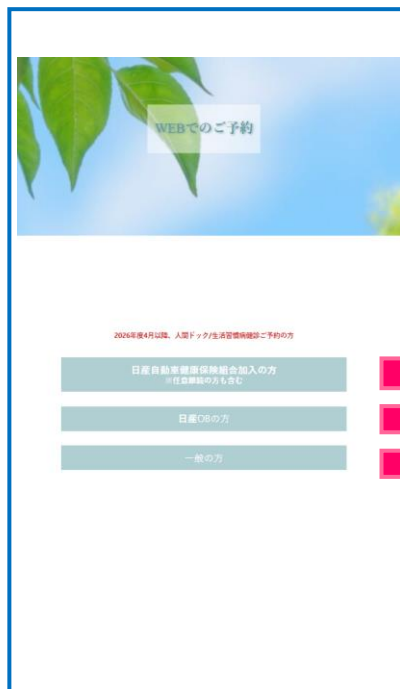 WEBでのご予約
2026年度4月以降、人間ドック/生活習慣病健診ご予約の方
日産自動車健康保険組合加入の方
※任意継続の方も含む
日産OBの方
一般の方